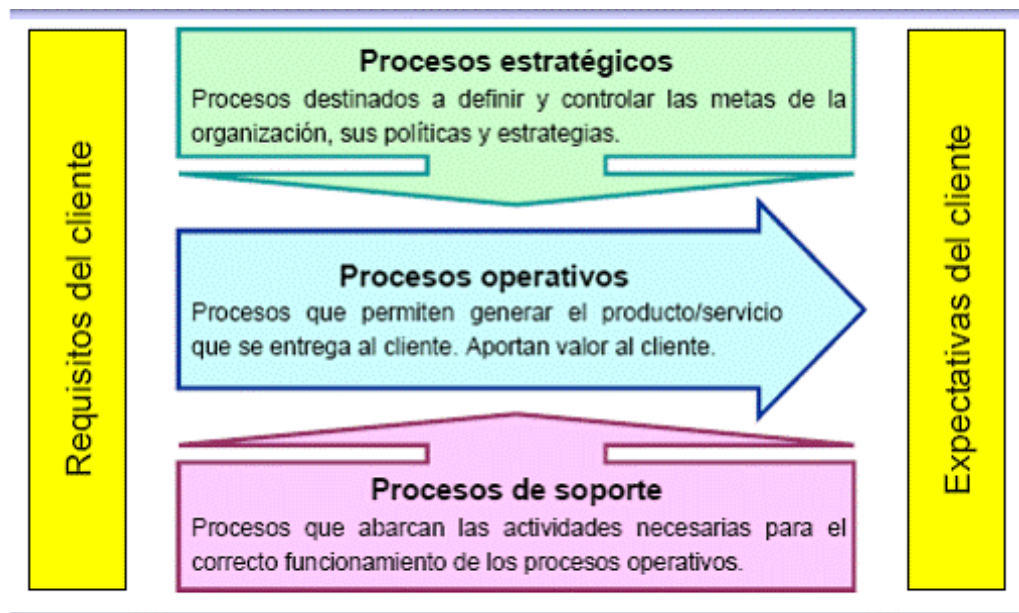 Requisitos del cliente
Procesos estratégicos
Procesos destinados a definir y controlar las metas de la
organización, sus políticas y estrategias.
Procesos operativos
Procesos que permiten generar el producto/servicio
que se entrega al cliente. Aportan valor al cliente.
Procesos de soporte
Procesos que abarcan las actividades necesarias para el
correcto funcionamiento de los procesos operativos.
Expectativas del cliente